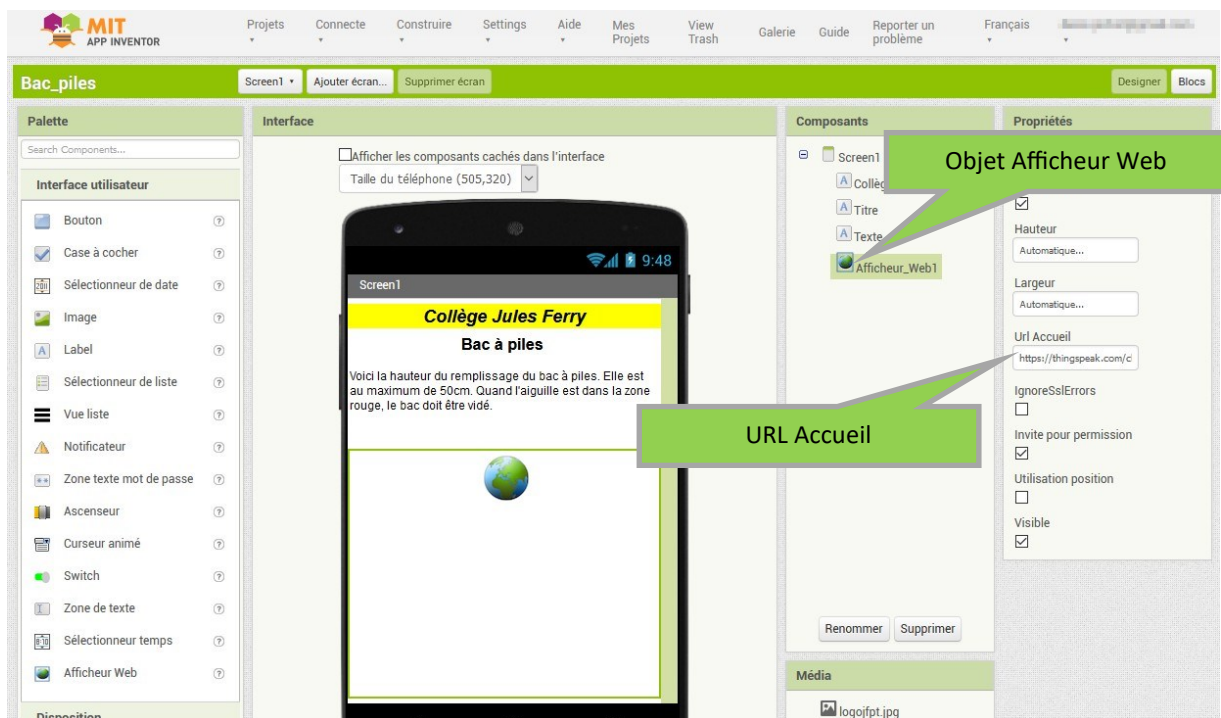 MIT
APP INVENTOR
Projets
Connecte
Construire
Settings
Aide
Mes
Projets
View
Trash
Galerie
Guide
Reporter un
problème
Français
Bac_piles
Screen1
Ajouter écran...
Supprimer écran
Designer
Blocs
Palette
Search Components...
Interface utilisateur
Bouton
Case à cocher
Sélectionneur de date
Image
Label
Sélectionneur de liste
Vue liste
Notificateur
Zone texte mot de passe
Ascenseur
Curseur animé
Switch
Zone de texte
Sélectionneur temps
Afficheur Web
Disposition
Interface
Afficher les composants cachés dans l'interface
Taille du téléphone (505,320)
9:48
Screen1
Collège Jules Ferry
Bac à piles
Voici la hauteur du remplissage du bac à piles. Elle est
au maximum de 50cm. Quand l'aiguille est dans la zone
rouge, le bac doit être vidé.
Composants
Screen1
Titre
Texte
Afficheur_Web1
Renommer
Supprimer
Média
logojfpt.jpg
Objet Afficheur Web
URL Accueil
Propriétés
Hauteur
Automatique...
Largeur
Automatique...
Url Accueil
https://thingspeak.com/cl
IgnoreSslErrors
Invite pour permission
Utilisation position
Visible